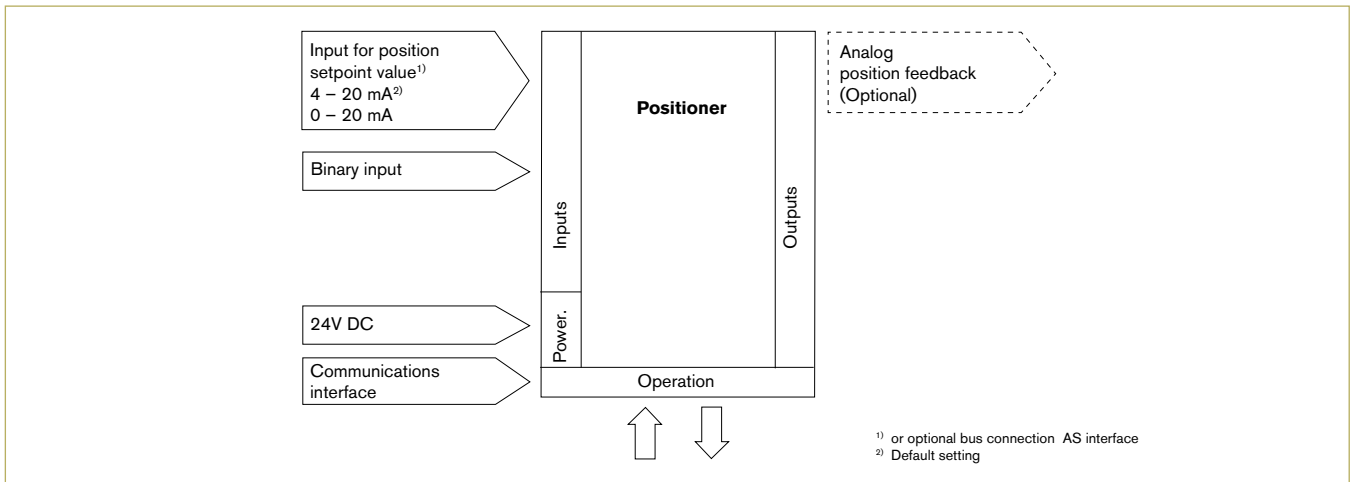 Input for position
setpoint value1)
4 – 20 mA2)
0 – 20 mA
Binary input
24V DC
Communications
interface
Inputs
Power.
Positioner
Operation
Outputs
Analog
position feedback
(Optional)
1) or optional bus connection AS interface
2) Default setting